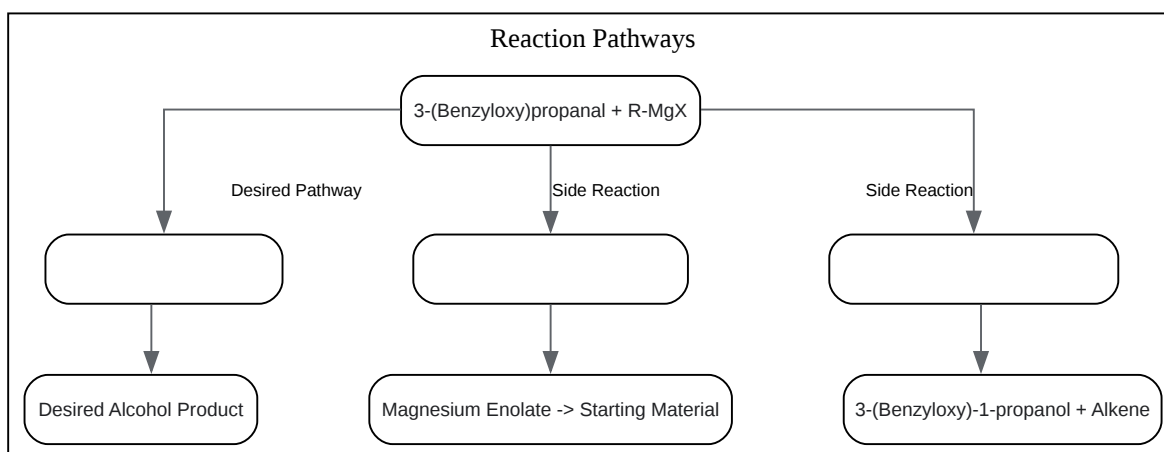 Reaction Pathways
3-(Benzyloxy)propanal + R-MgX
Desired Pathway
Side Reaction
Side Reaction
Desired Alcohol Product
Magnesium Enolate -> Starting Material
3-(Benzyloxy)-1-propanol + Alkene